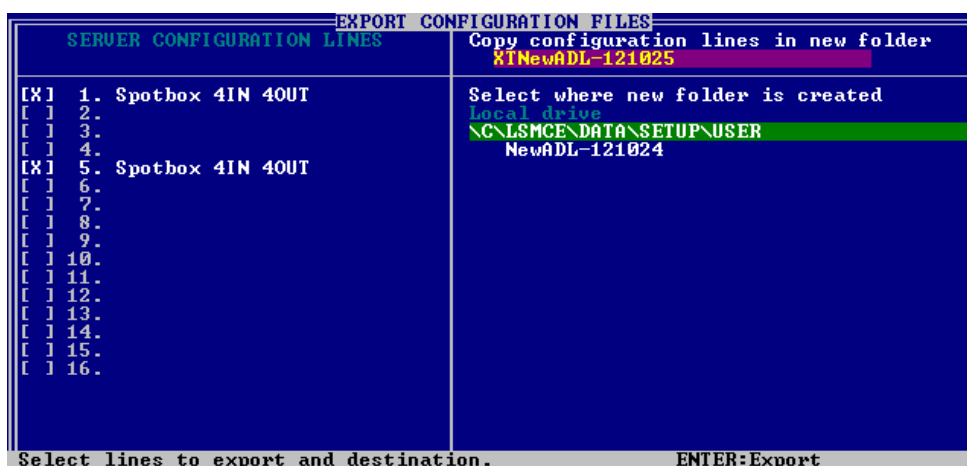 EXPORT CONFIGURATION FILES
SERVER CONFIGURATION LINES
[X] 1. Spotbox 4IN 4OUT
[ ] 2.
[ ] 3.
[ ] 4.
[X] 5. Spotbox 4IN 4OUT
[ ] 6.
[ ] 7.
[ ] 8.
[ ] 9.
[ ] 10.
[ ] 11.
[ ] 12.
[ ] 13.
[ ] 14.
[ ] 15.
[ ] 16.
Copy configuration lines in new folder
XTNewADL-121025
Select where new folder is created
Local drive
\C\LSMCE\DATA\SETUP\USER
NewADL-121024
Select lines to export and destination.
ENTER:Export